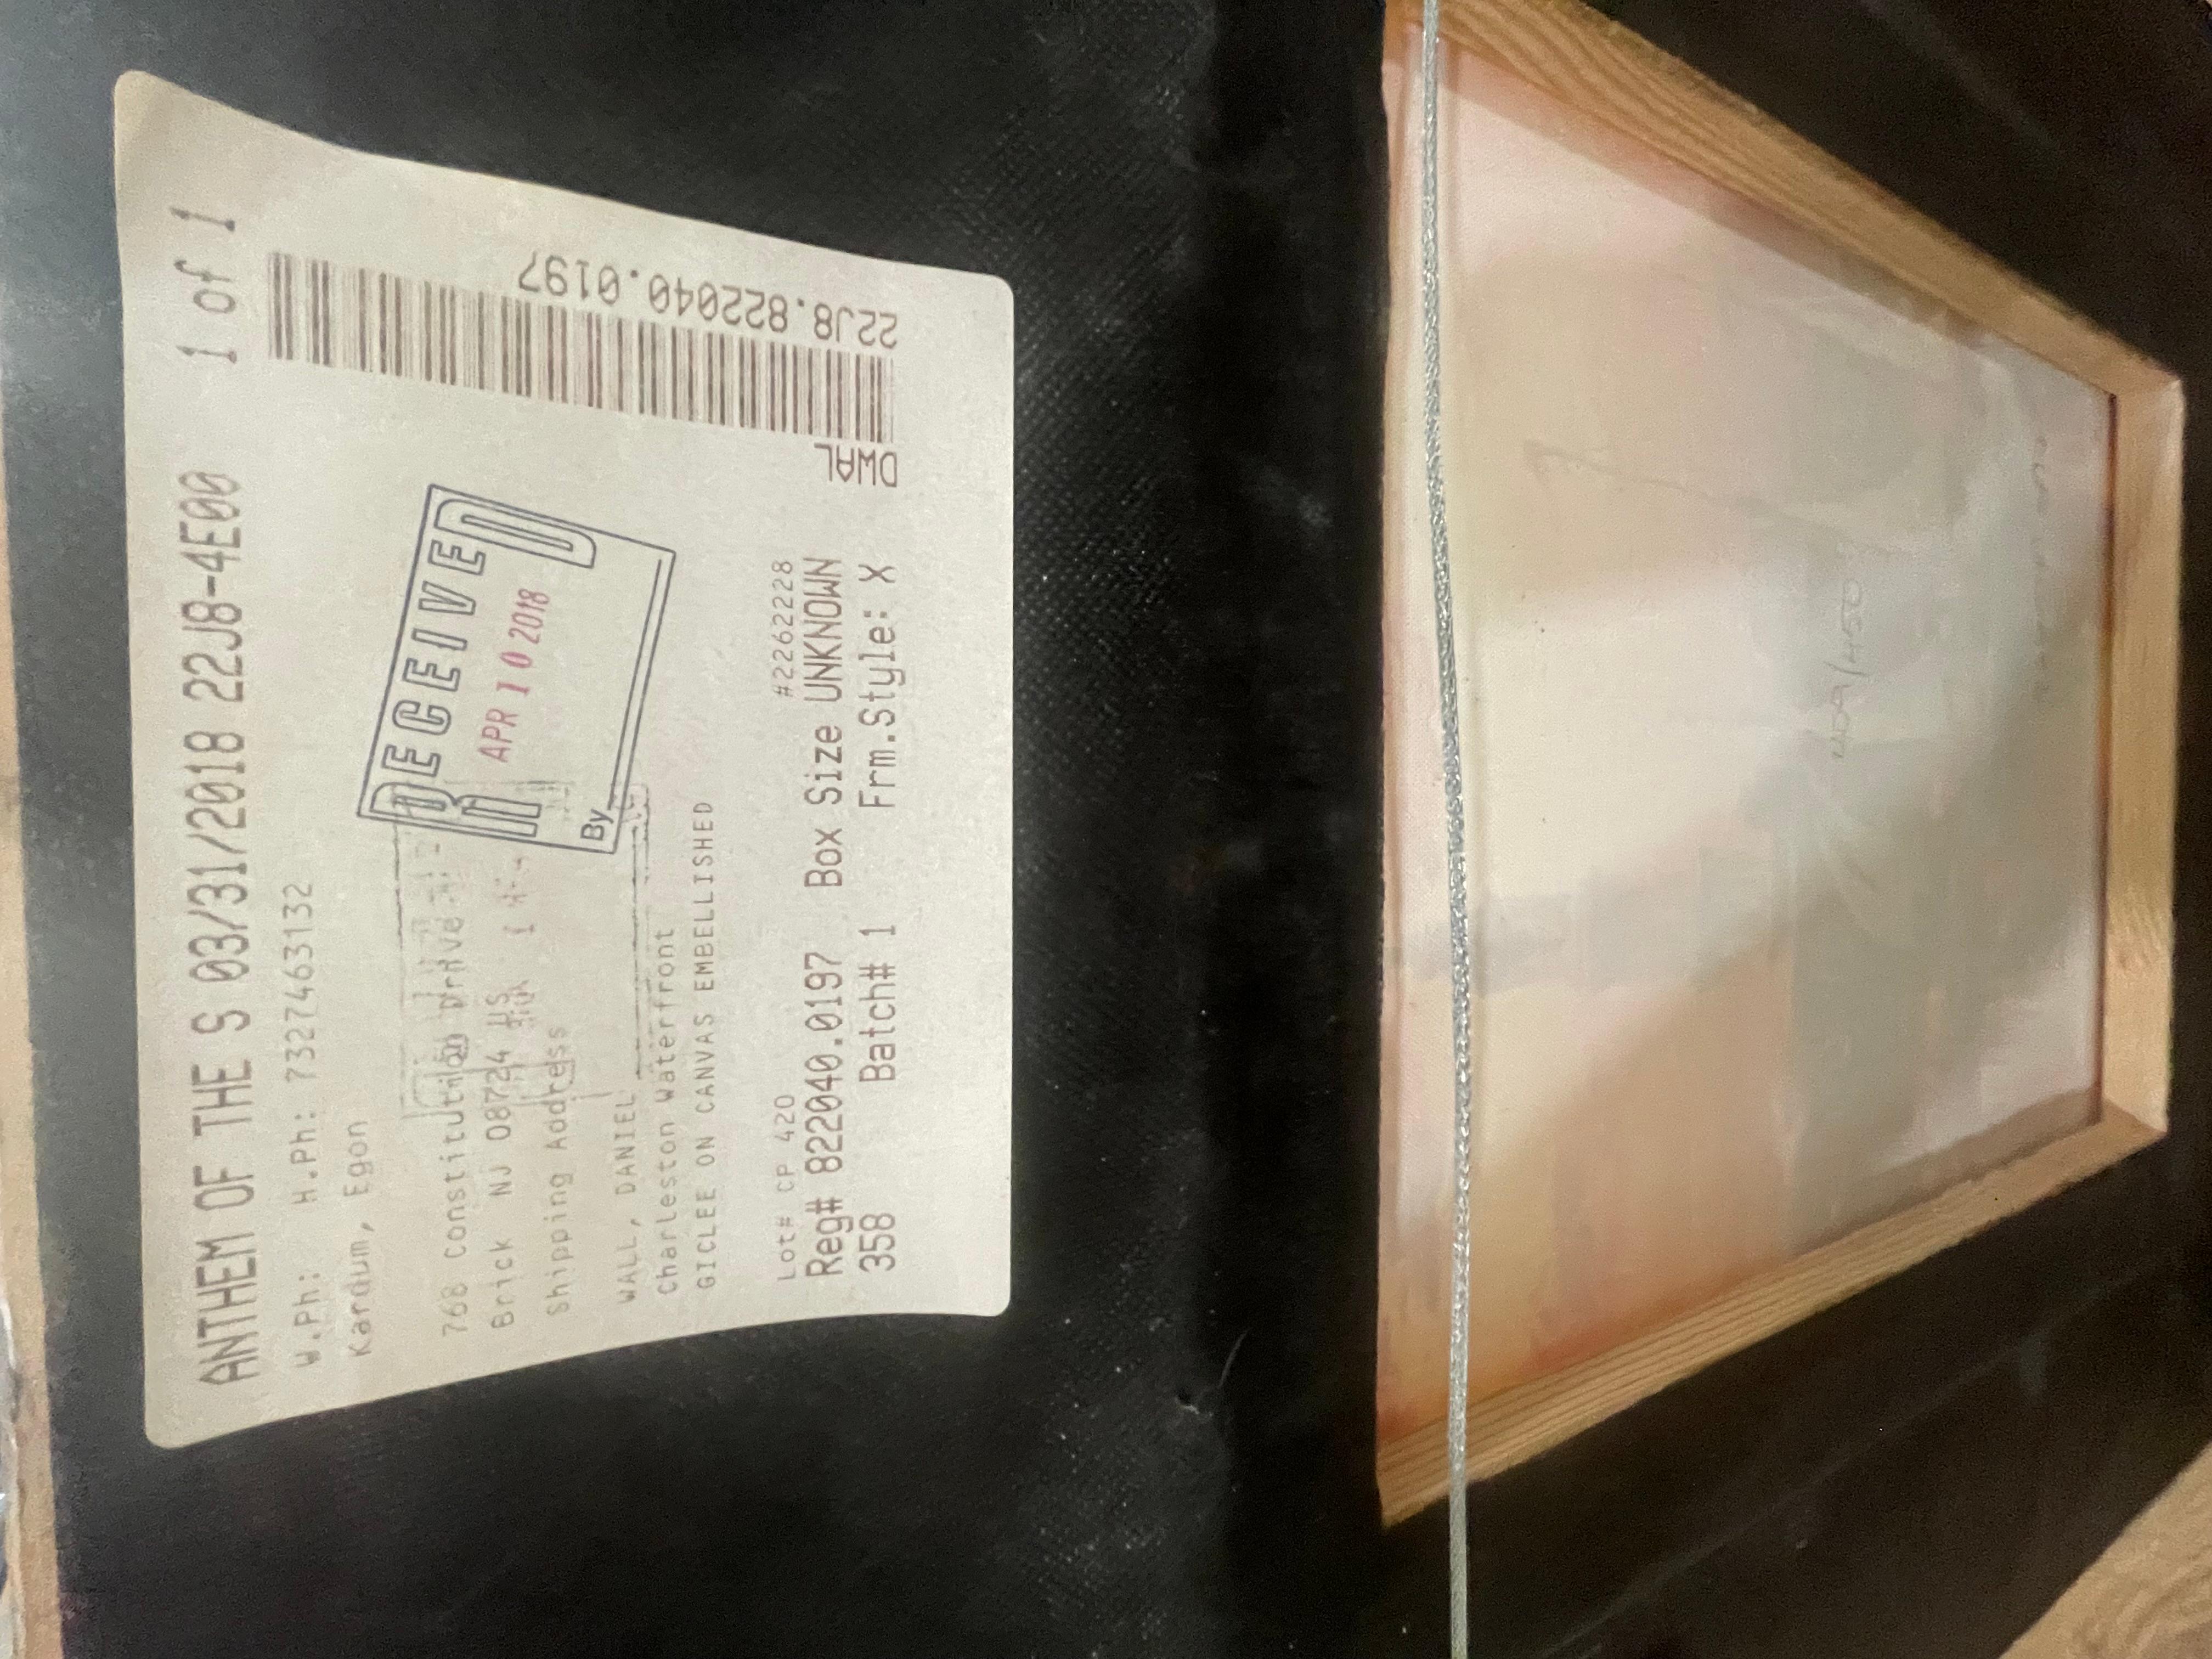 ANTHEM OF THE S 03/31/2018 22J8-4E00 1 of 1
W.Ph: H.Ph: 7327463132
Kardum, Egon
768 Constitution Drive
Brick NJ 08724 US
Shipping Address
RECEIVED
APR 10 2018
By
WALL, DANIEL
Charleston Waterfront
GICLEE ON CANVAS EMBELLISHED
Lot# CP 420 #2262228
Reg# 822040.0197 Box Size UNKNOWN
358 Batch# 1 Frm.Style: X
DWAL
22J8.822040.0197